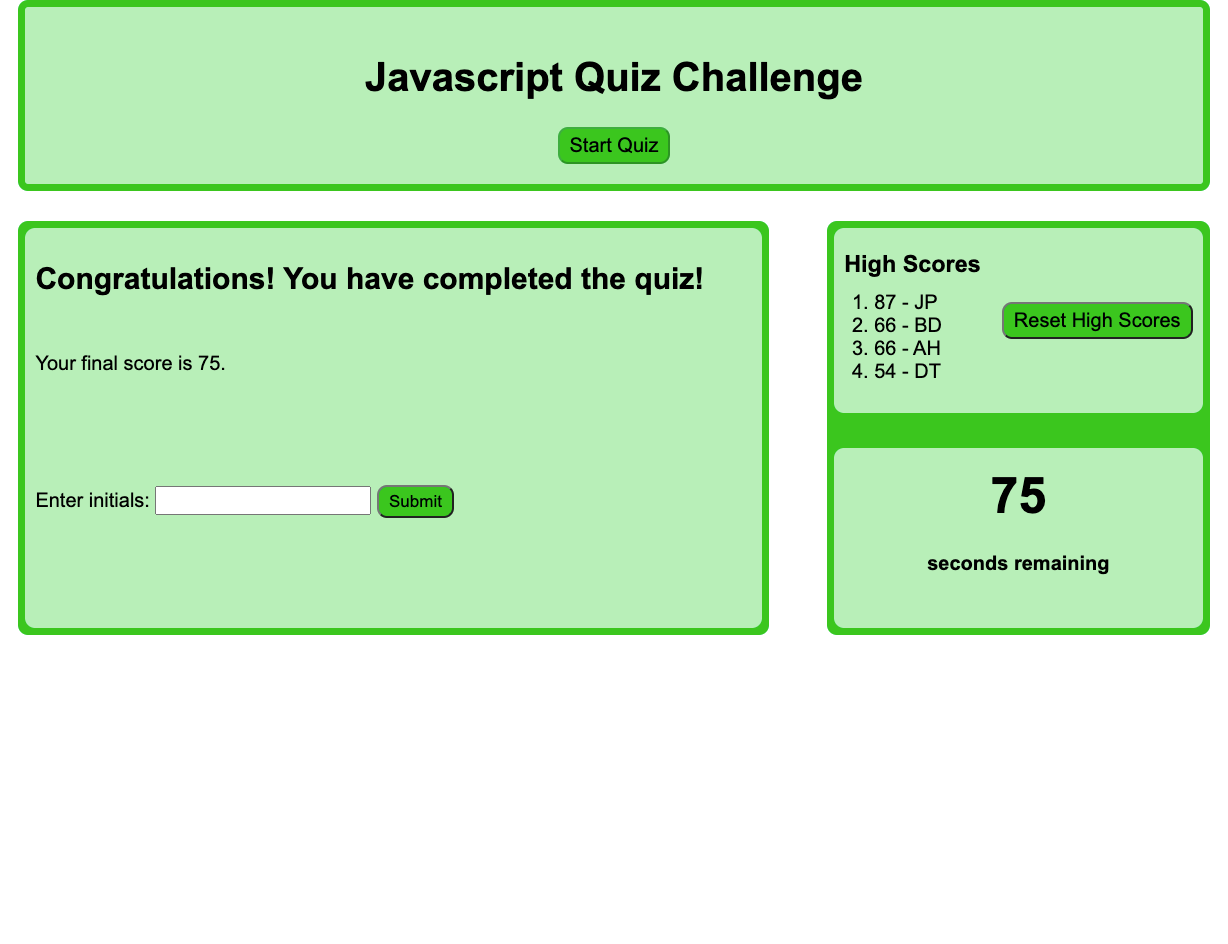 Javascript Quiz Challenge
Start Quiz
Congratulations! You have completed the quiz!
Your final score is 75.
Enter initials:
Submit
High Scores
1. 87 - JP
2. 66 - BD
3. 66 - AH
4. 54 - DT
Reset High Scores
75
seconds remaining